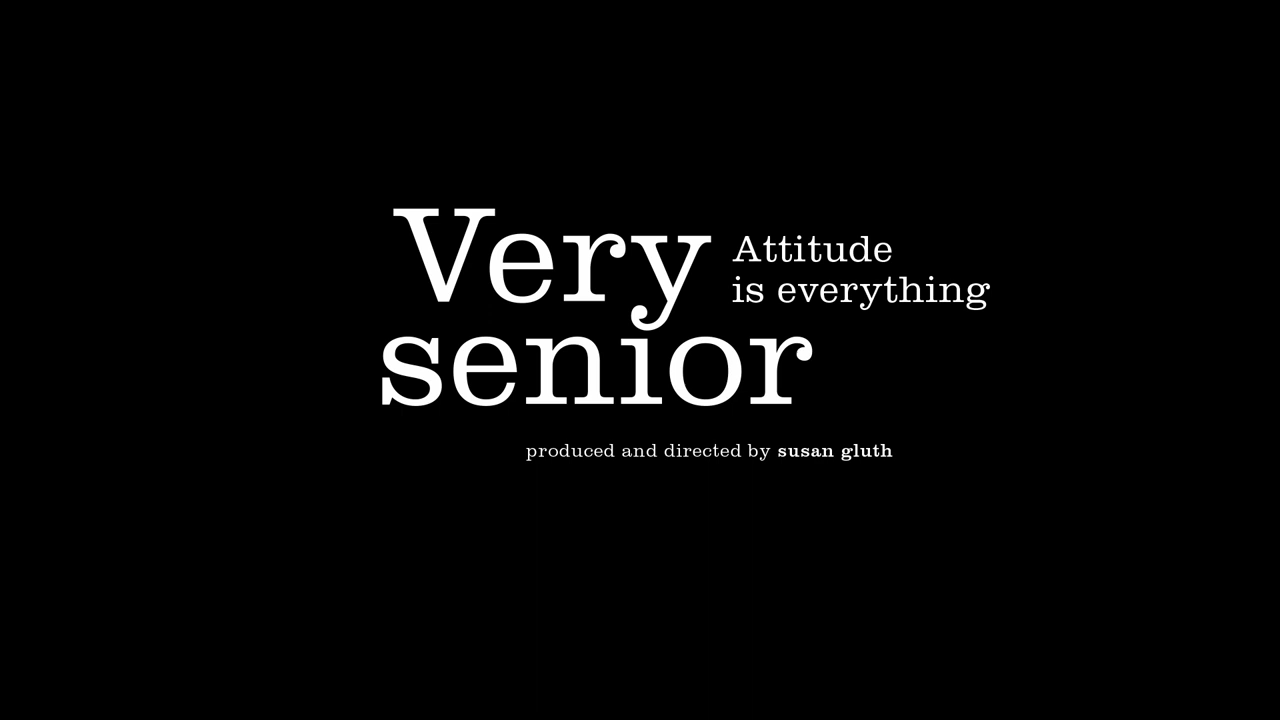 Very
senior
Attitude
is everything
produced and directed by susan gluth